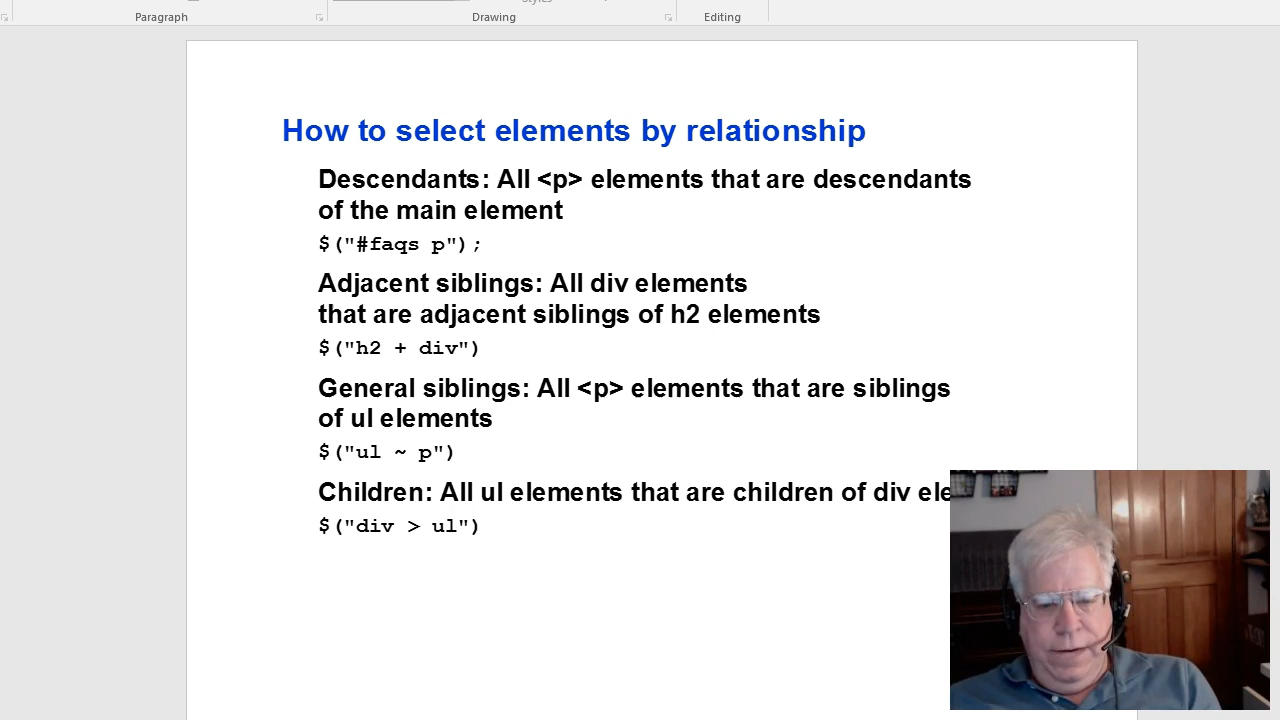 Paragraph
Drawing
Editing
How to select elements by relationship
Descendants: All <p> elements that are descendants
of the main element
$("#faqs p");
Adjacent siblings: All div elements
that are adjacent siblings of h2 elements
$("h2 + div")
General siblings: All <p> elements that are siblings
of ul elements
$("ul ~ p")
Children: All ul elements that are children of div
$("div > ul")